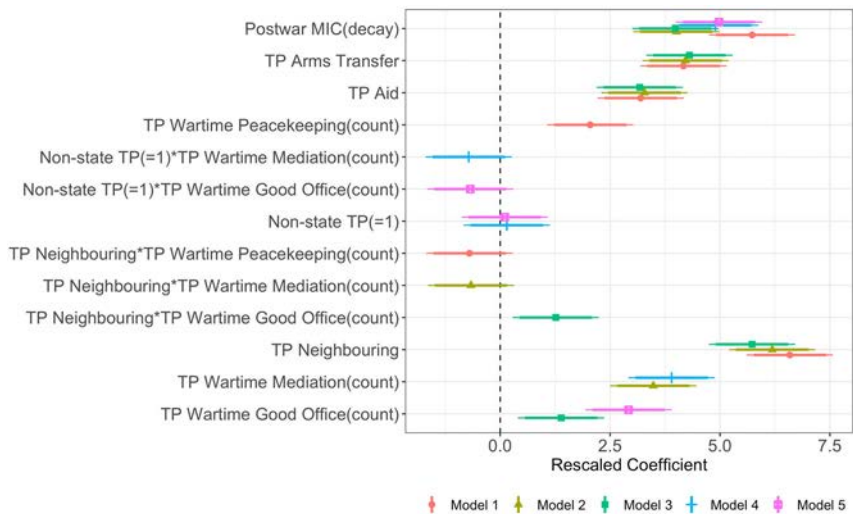 Postwar MIC(decay)
TP Arms Transfer
TP Aid
TP Wartime Peacekeeping(count)
Non-state TP(=1)*TP Wartime Mediation(count)
Non-state TP(=1)*TP Wartime Good Office(count)
Non-state TP(=1)
TP Neighbouring*TP Wartime Peacekeeping(count)
TP Neighbouring*TP Wartime Mediation(count)
TP Neighbouring*TP Wartime Good Office(count)
TP Neighbouring
TP Wartime Mediation(count)
TP Wartime Good Office(count)
0.0 2.5 5.0 7.5
Rescaled Coefficient
Model 1 Model 2 Model 3 Model 4 Model 5